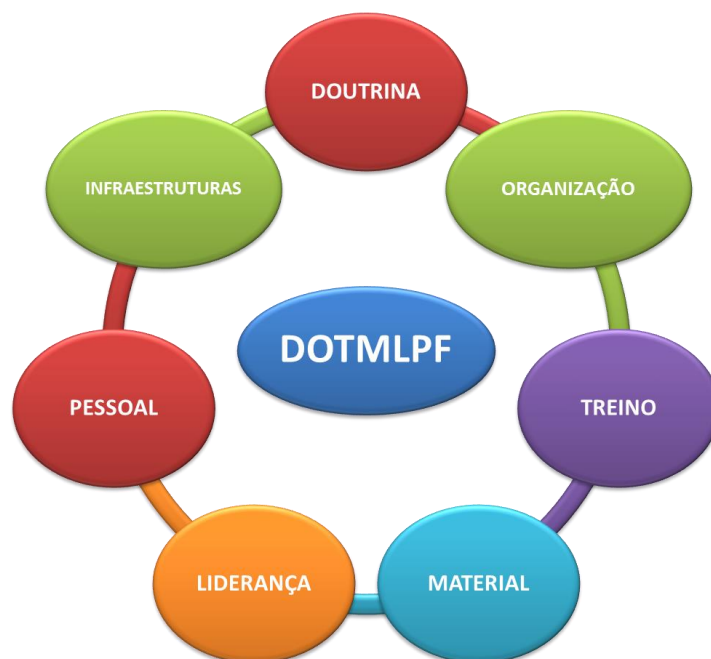 DOUTRINA
ORGANIZAÇÃO
TREINO
MATERIAL
LIDERANÇA
PESSOAL
INFRAESTRUTURAS
DOTMLPF